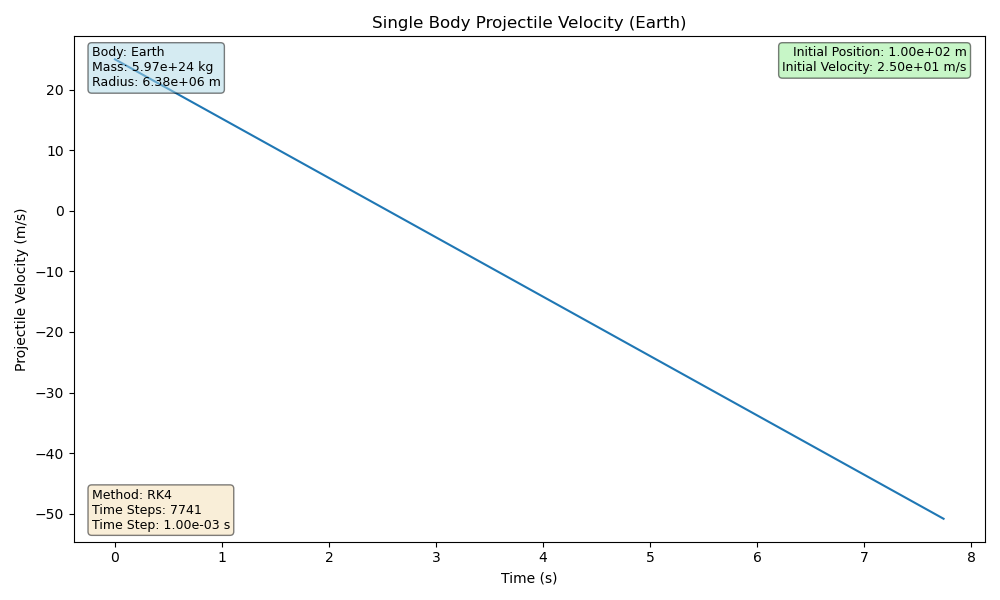 Single Body Projectile Velocity (Earth)
Body: Earth
Mass: 5.97e+24 kg
Radius: 6.38e+06 m
Initial Position: 1.00e+02 m
Initial Velocity: 2.50e+01 m/s
20
10
0
−10
−20
−30
−40
−50
Projectile Velocity (m/s)
Method: RK4
Time Steps: 7741
Time Step: 1.00e-03 s
0 1 2 3 4 5 6 7 8
Time (s)